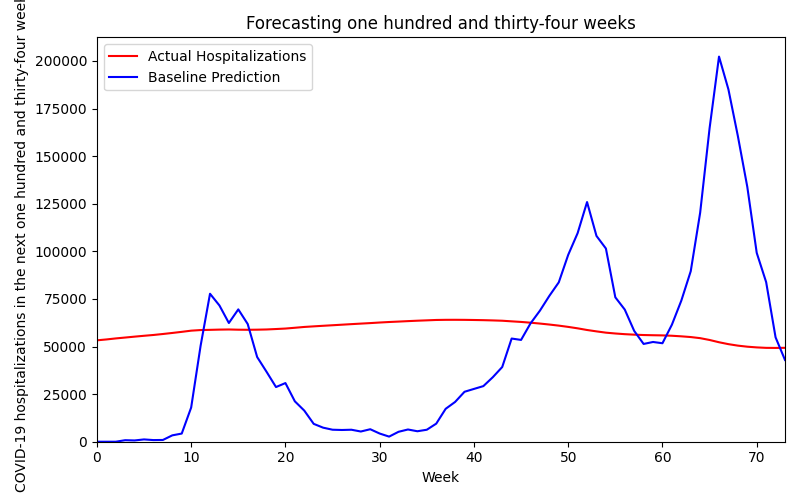 Forecasting one hundred and thirty-four weeks
Actual Hospitalizations
Baseline Prediction
COVID-19 hospitalizations in the next one hundred and thirty-four week
200000
175000
150000
125000
100000
75000
50000
25000
0
0 10 20 30 40 50 60 70
Week